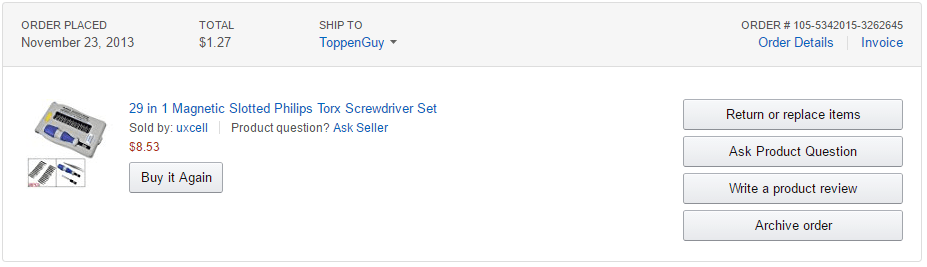 ORDER PLACED
November 23, 2013
TOTAL
$1.27
SHIP TO
ToppenGuy
ORDER # 105-5342015-3262645
Order Details
Invoice
29 in 1 Magnetic Slotted Philips Torx Screwdriver Set
Sold by: uxcell
Product question? Ask Seller
$8.53
Buy it Again
Return or replace items
Ask Product Question
Write a product review
Archive order